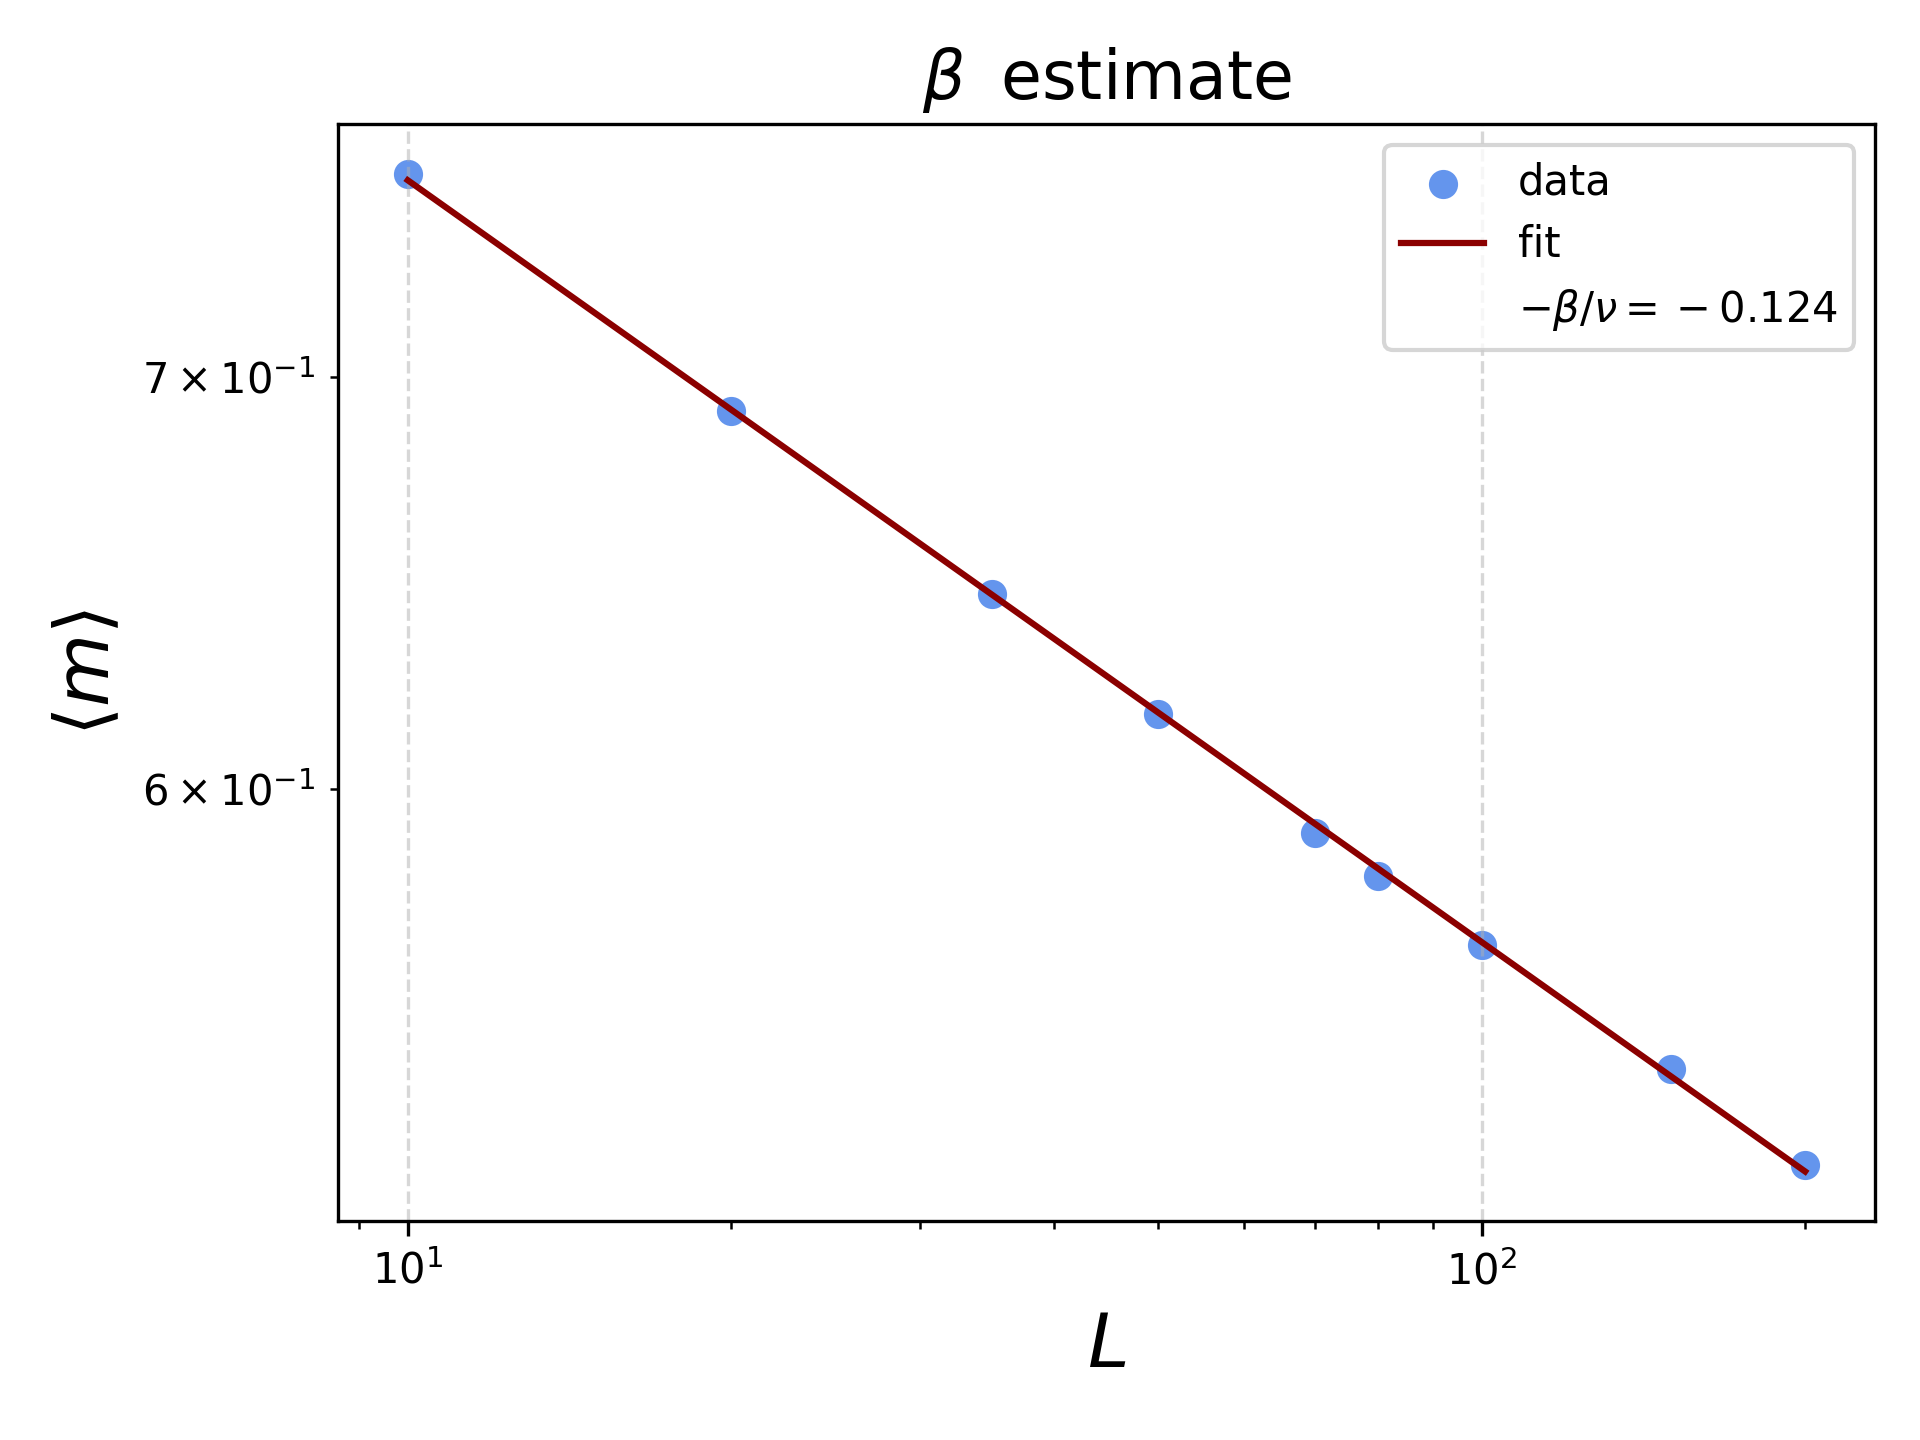 β estimate
data
fit
−β/ν = −0.124
7 × 10⁻¹
6 × 10⁻¹
⟨m⟩
10¹
10²
L